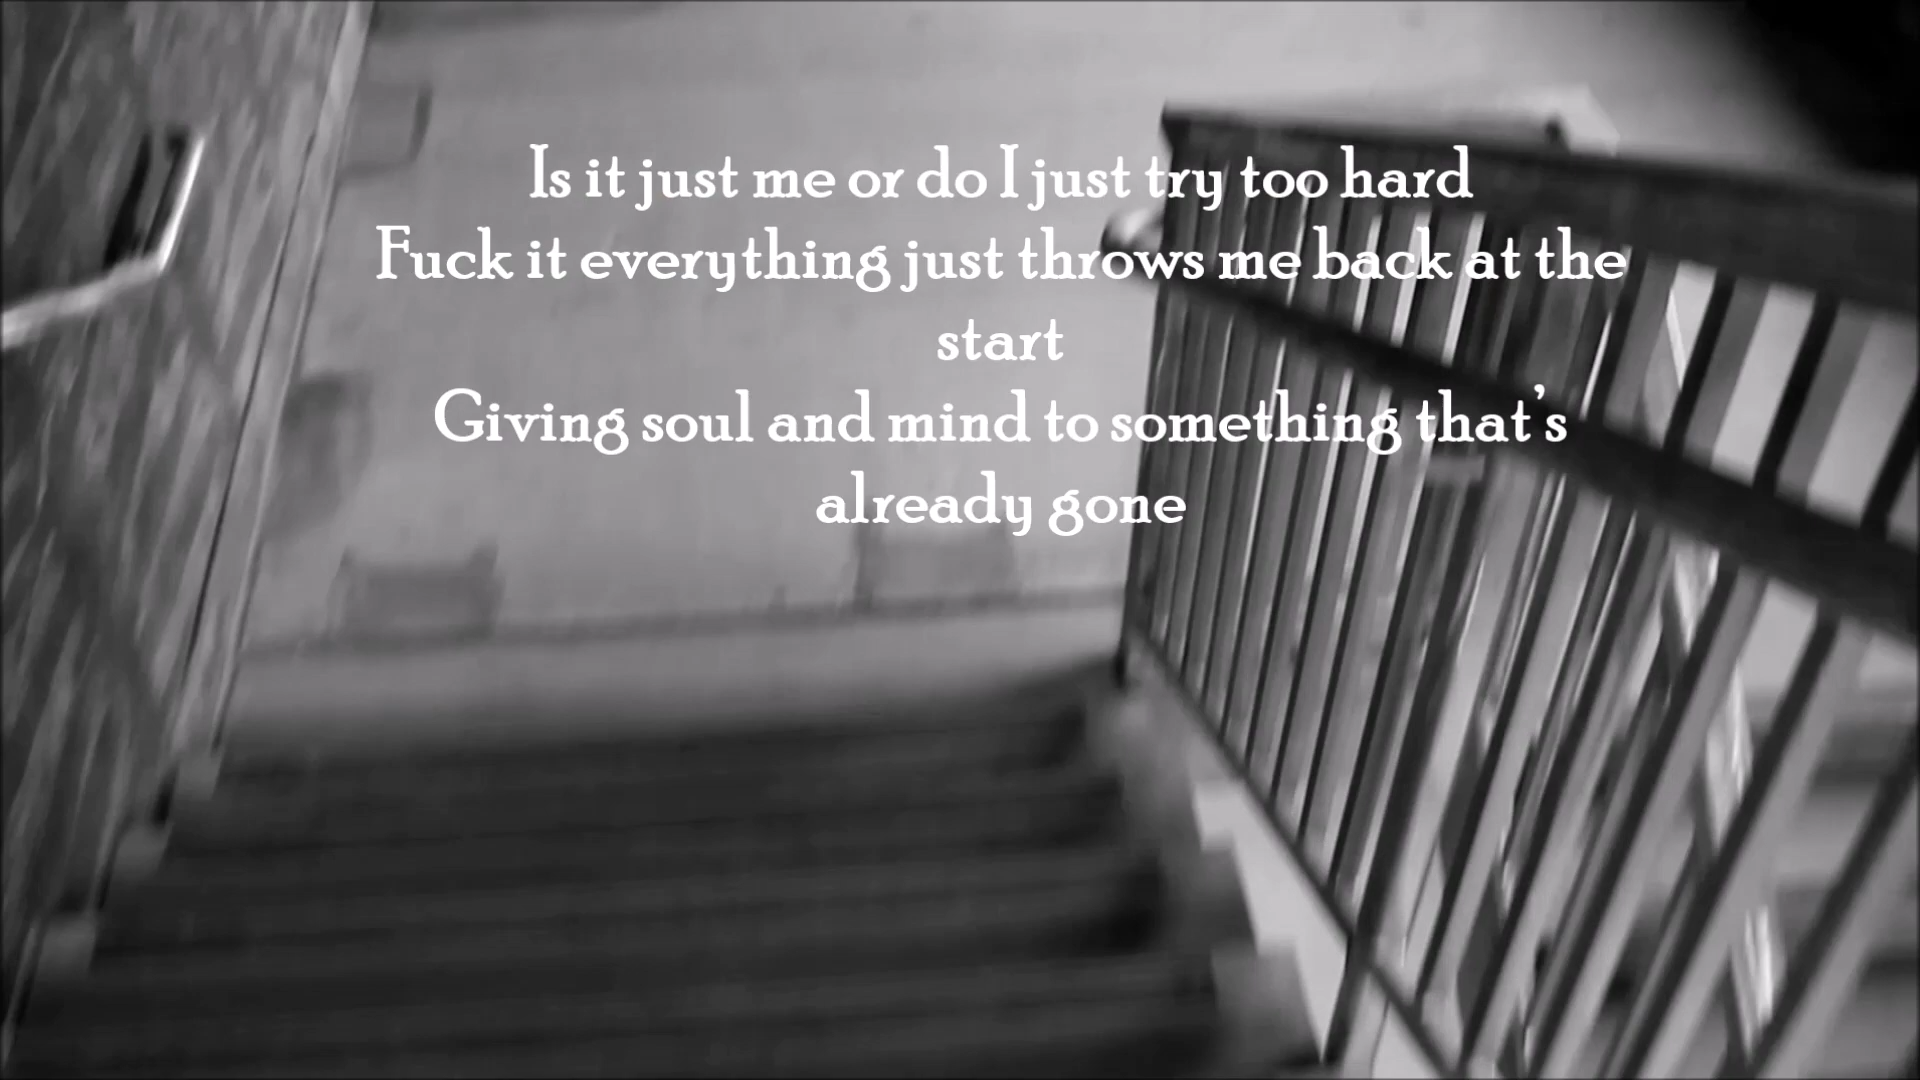 Is it just me or do I just try too hard
Fuck it everything just throws me back at the
start
Giving soul and mind to something that's
already gone